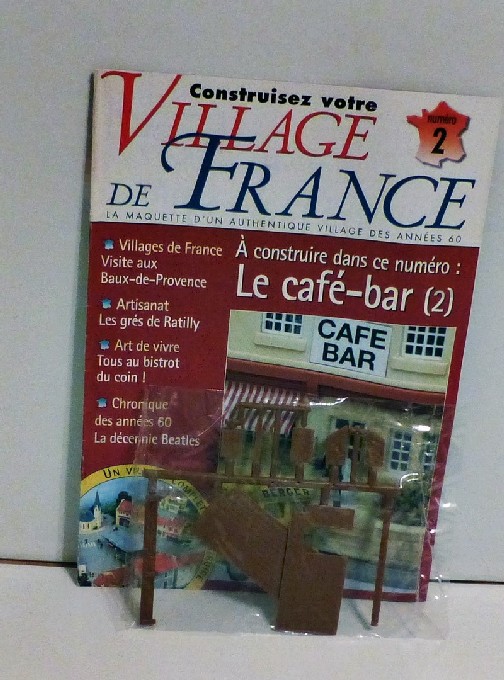 Construisez votre
VILLAGE
DE FRANCE
numéro
2
LA MAQUETTE D'UN AUTHENTIQUE VILLAGE DES ANNÉES 60
Villages de France
Visite aux
Baux-de-Provence
Artisanat
Les grés de Ratilly
Art de vivre
Tous au bistrot
du coin !
Chronique
des années 60
La décennie Beatles
À construire dans ce numéro :
Le café-bar (2)
CAFE
BAR
UN
BERGER